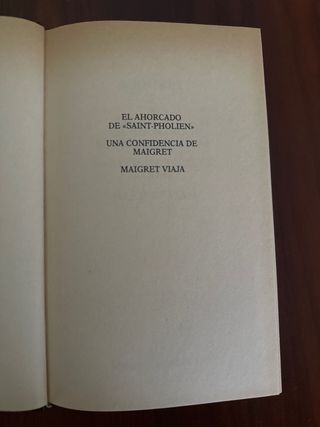 EL AHORCADO
DE «SAINT-PHOLIEN»
UNA CONFIDENCIA DE
MAIGRET
MAIGRET VIAJA